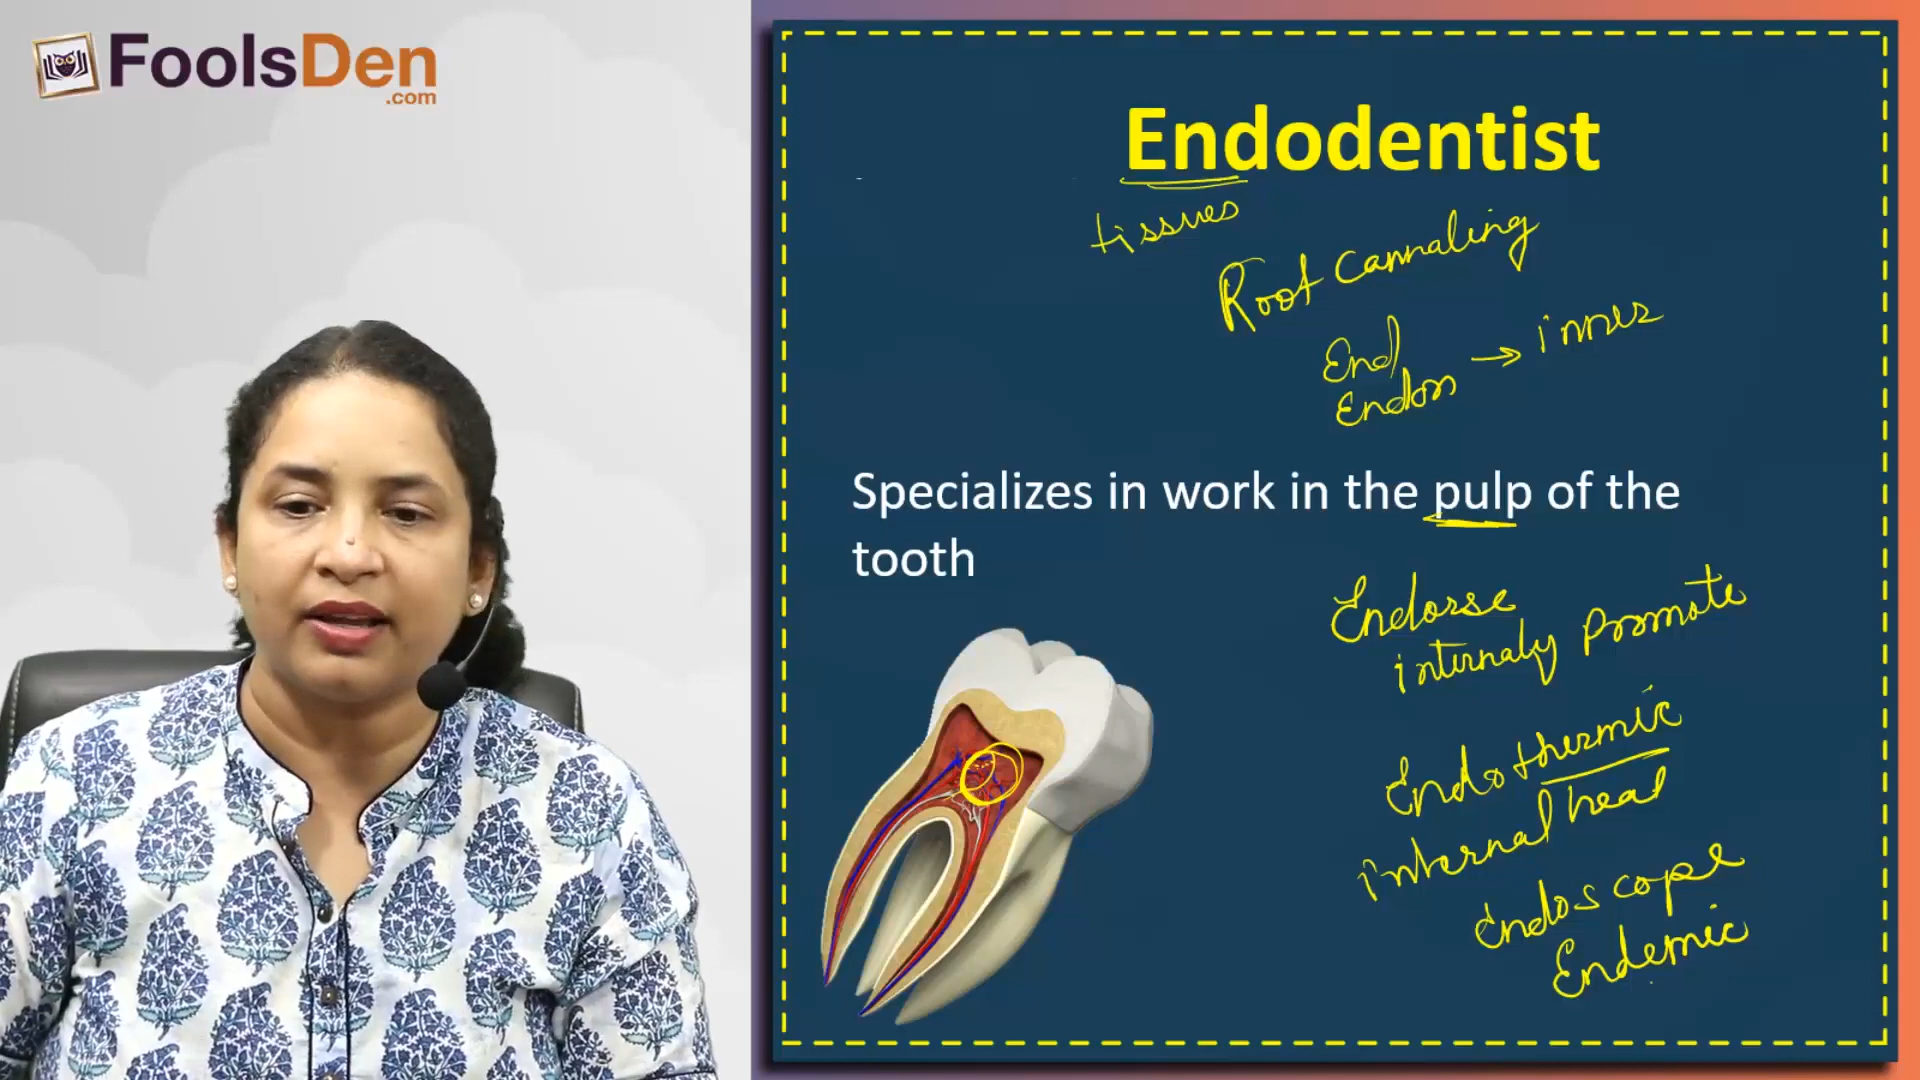 FoolsDen
.com
Endodentist
tissues
Root cannaling
End
Endon → inner
Specializes in work in the pulp of the
tooth
Endorse
internaly promote
Endothermic
internal heat
Endoscope
Endemic